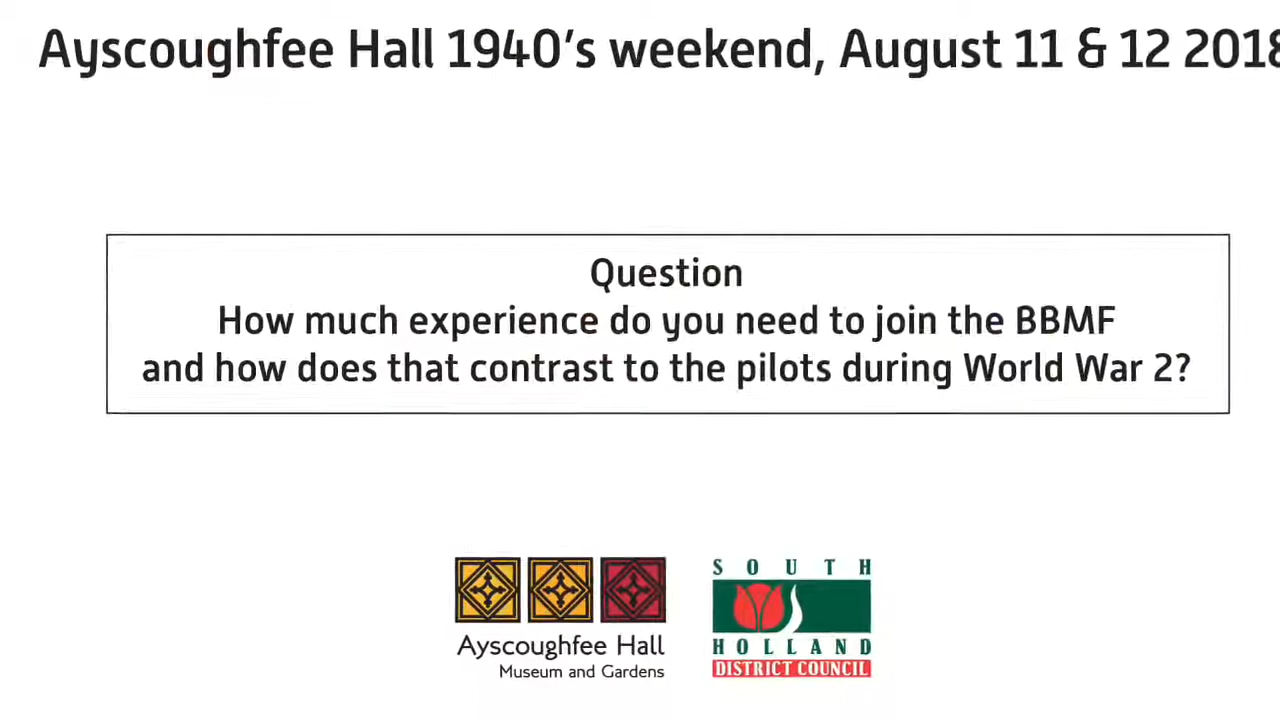 Ayscoughfee Hall 1940's weekend, August 11 & 12 2018
Question
How much experience do you need to join the BBMF
and how does that contrast to the pilots during World War 2?
Ayscoughfee Hall
Museum and Gardens
SOUTH
HOLLAND
DISTRICT COUNCIL